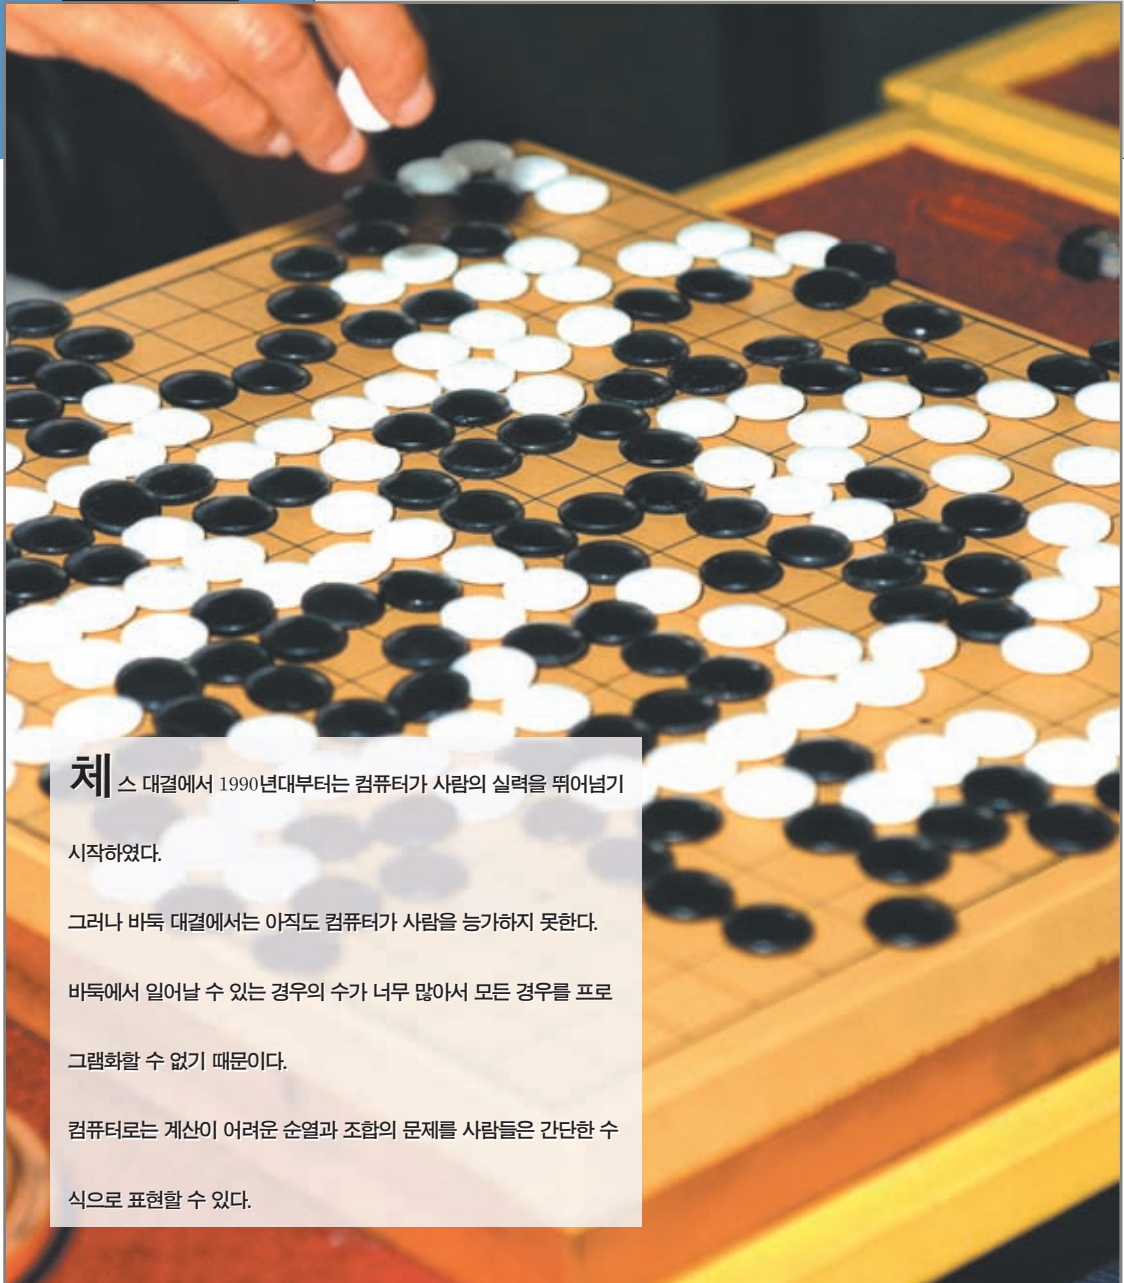 체스 대결에서 1990년대부터는 컴퓨터가 사람의 실력을 뛰어넘기
시작하였다.
그러나 바둑 대결에서는 아직도 컴퓨터가 사람을 능가하지 못한다.
바둑에서 일어날 수 있는 경우의 수가 너무 많아서 모든 경우를 프로
그램화할 수 없기 때문이다.
컴퓨터로는 계산이 어려운 순열과 조합의 문제를 사람들은 간단한 수
식으로 표현할 수 있다.